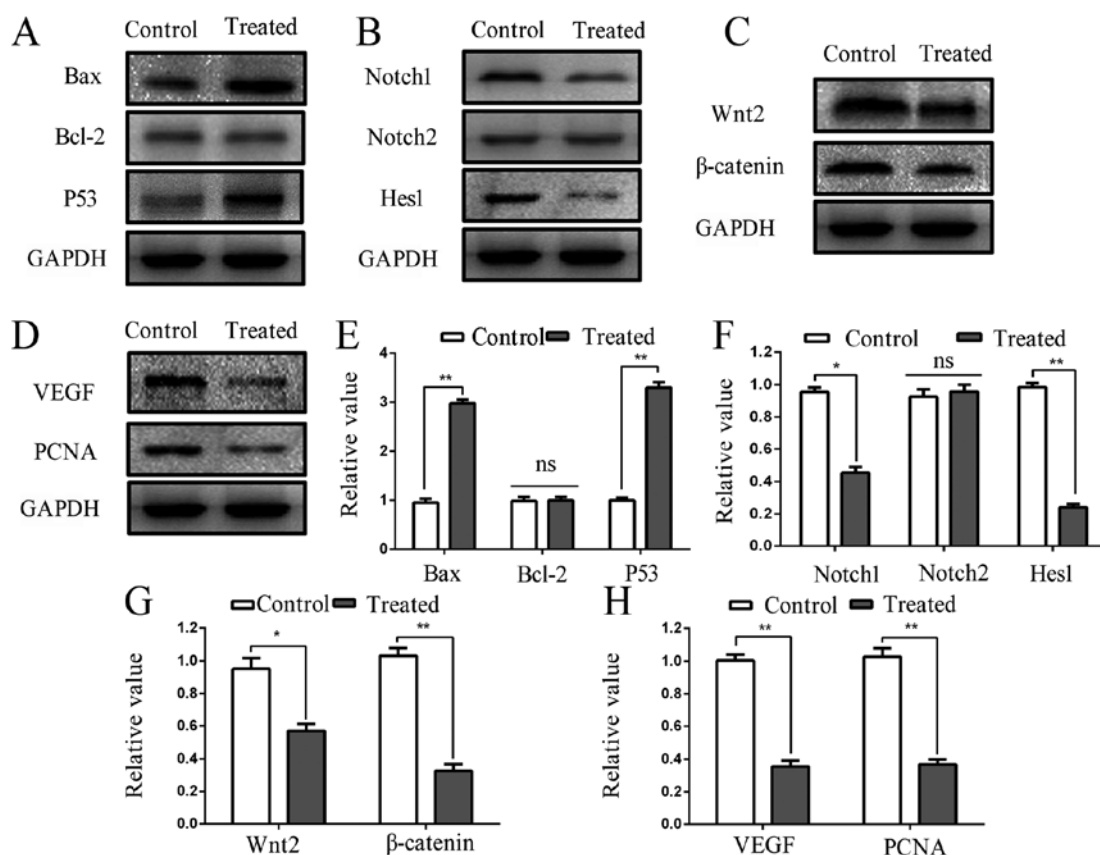 A
Control Treated
Bax
Bcl-2
P53
GAPDH
B
Control Treated
Notch1
Notch2
Hes1
GAPDH
C
Control Treated
Wnt2
β-catenin
GAPDH
D
Control Treated
VEGF
PCNA
GAPDH
E
Control Treated
Relative value
4
3
2
1
0
** ns **
Bax Bcl-2 P53
F
Control Treated
Relative value
1.2
1.0
0.8
0.6
0.4
0.2
0.0
* ns **
Notch1 Notch2 Hes1
G
Control Treated
Relative value
1.2
1.0
0.8
0.6
0.4
0.2
0.0
* **
Wnt2 β-catenin
H
Control Treated
Relative value
1.2
1.0
0.8
0.6
0.4
0.2
0.0
** **
VEGF PCNA